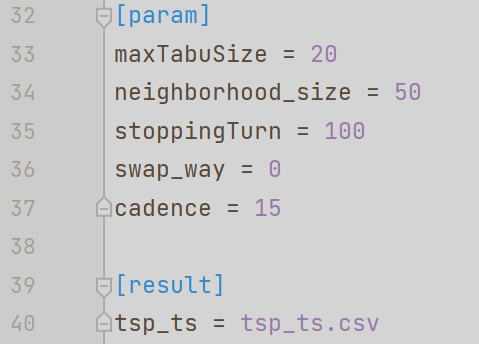 32 [param]
33 maxTabuSize = 20
34 neighborhood_size = 50
35 stoppingTurn = 100
36 swap_way = 0
37 cadence = 15
38
39 [result]
40 tsp_ts = tsp_ts.csv